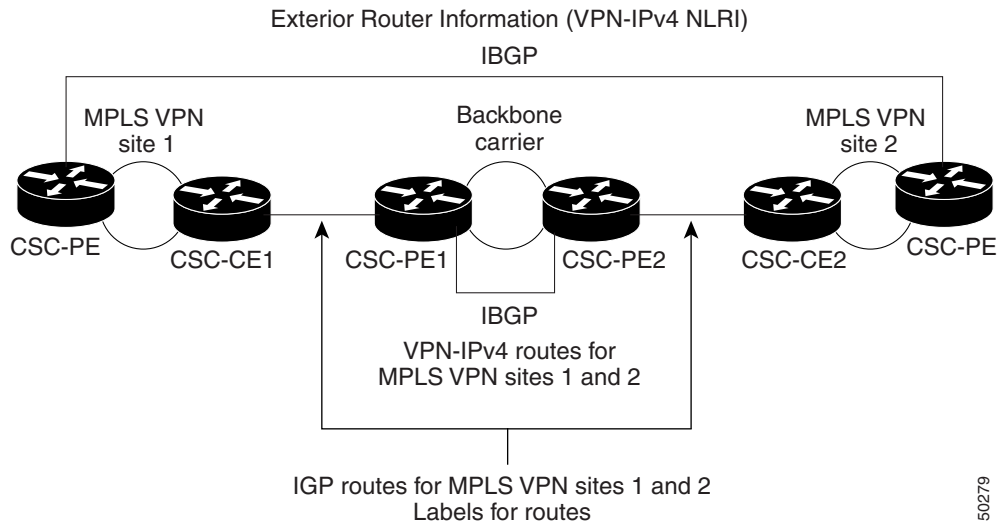 Exterior Router Information (VPN-IPv4 NLRI)
IBGP
MPLS VPN
site 1
Backbone
carrier
MPLS VPN
site 2
CSC-PE
CSC-CE1
CSC-PE1
CSC-PE2
CSC-CE2
CSC-PE
IBGP
VPN-IPv4 routes for
MPLS VPN sites 1 and 2
IGP routes for MPLS VPN sites 1 and 2
Labels for routes
50279